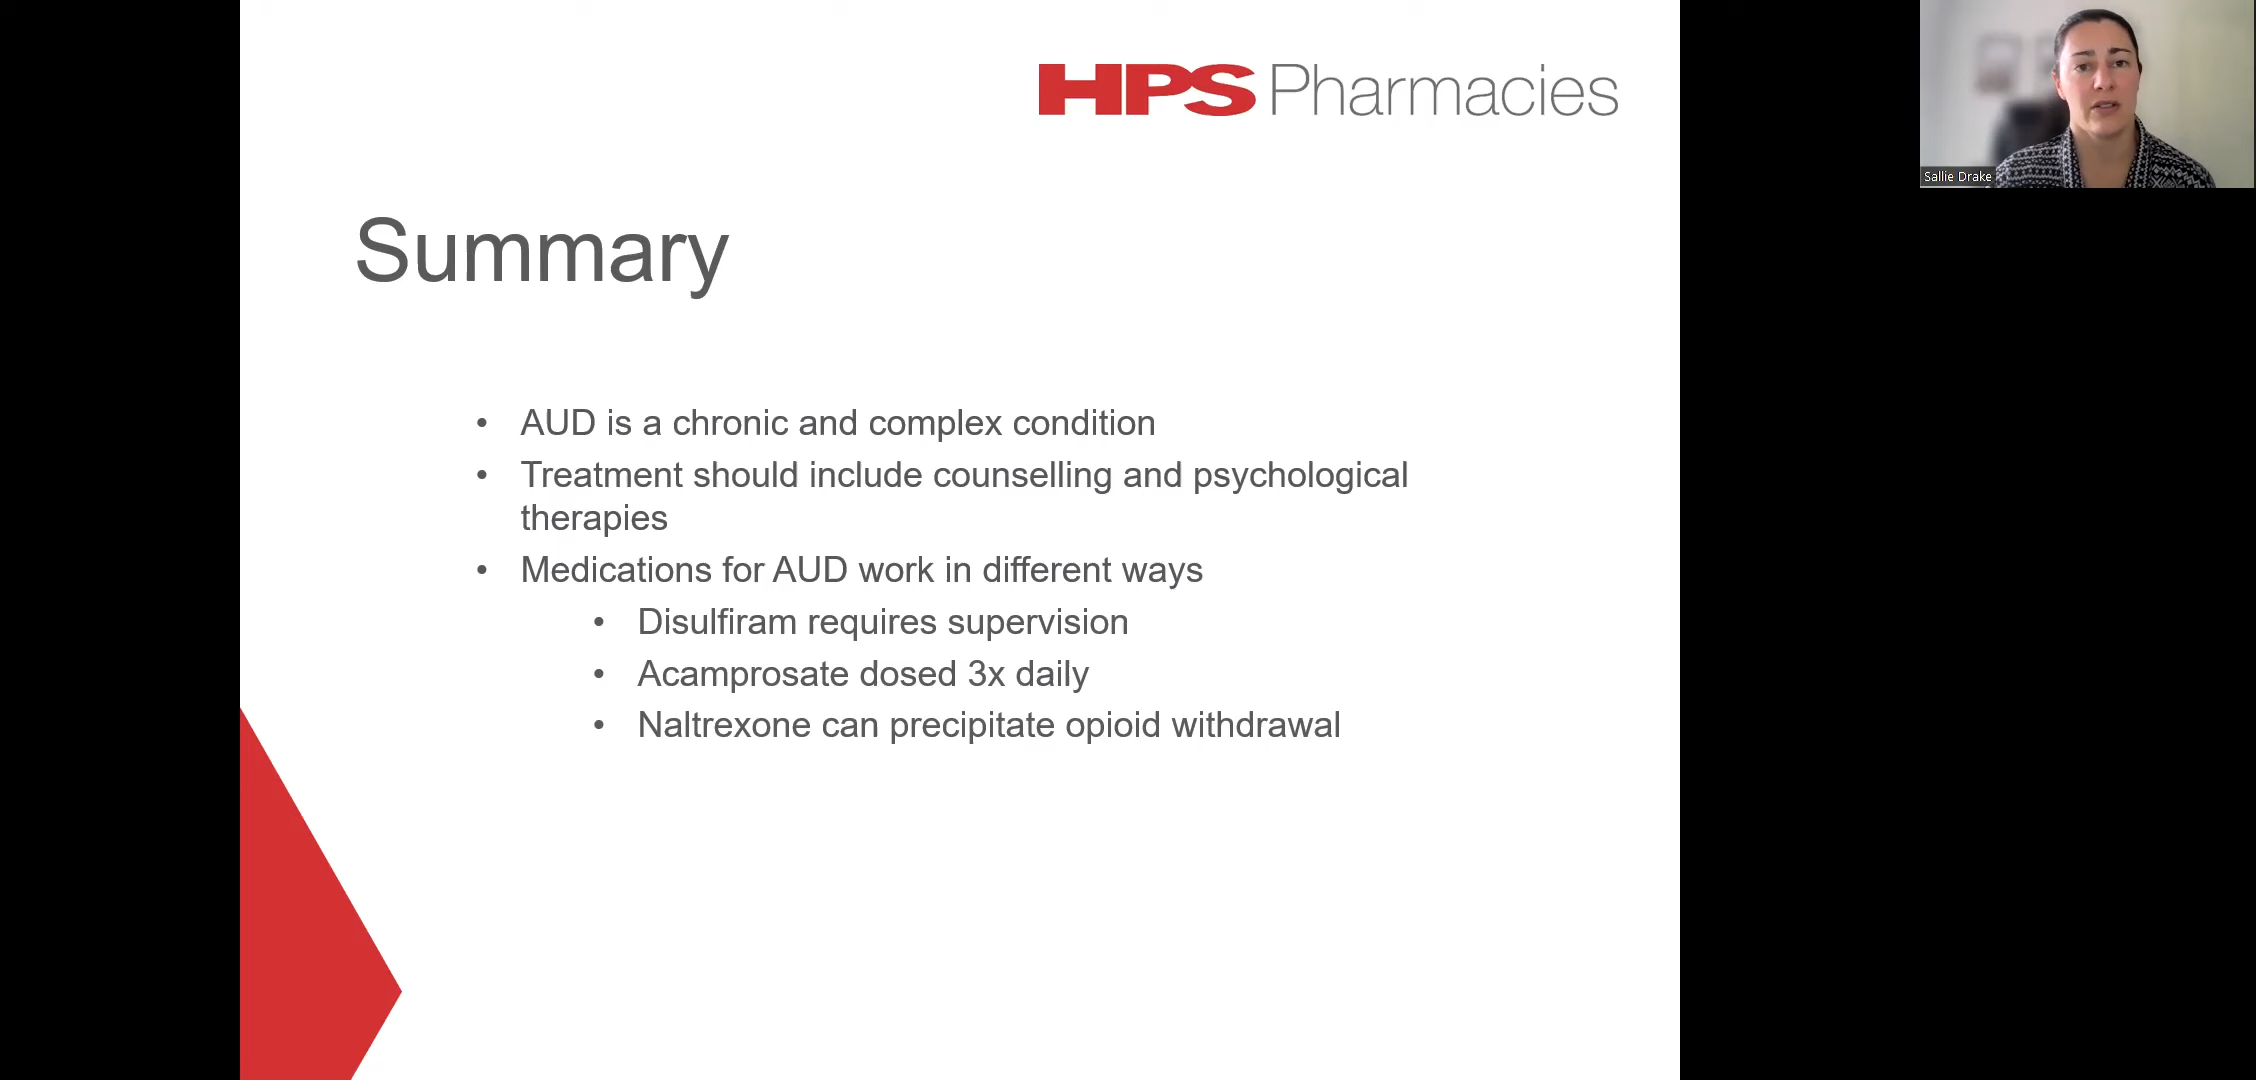 HPS Pharmacies
Sallie Drake
Summary
• AUD is a chronic and complex condition
• Treatment should include counselling and psychological
therapies
• Medications for AUD work in different ways
• Disulfiram requires supervision
• Acamprosate dosed 3x daily
• Naltrexone can precipitate opioid withdrawal